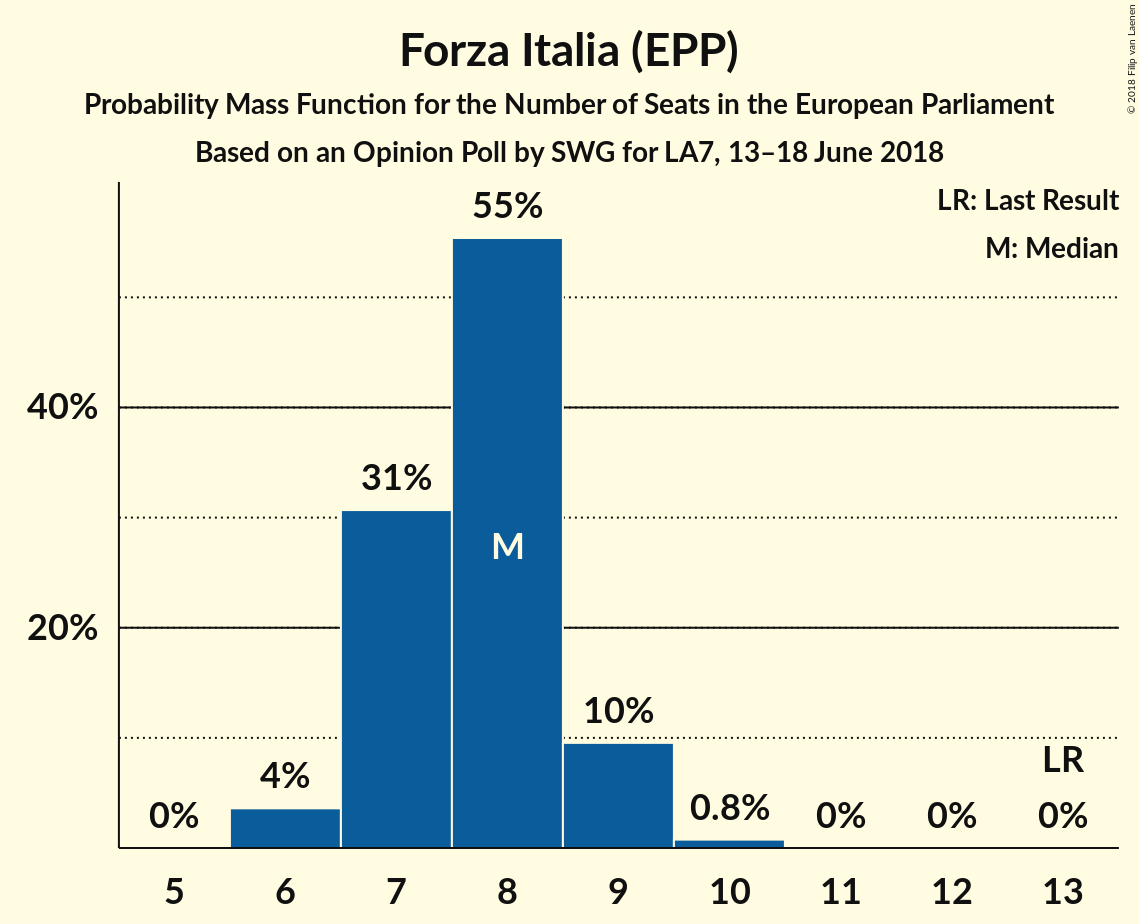 Forza Italia (EPP)
Probability Mass Function for the Number of Seats in the European Parliament
Based on an Opinion Poll by SWG for LA7, 13–18 June 2018
© 2018 Filip van Laenen
LR: Last Result
M: Median
55%
40%
31%
M
20%
10%
LR
4%
0.8%
0%
0%
0%
0%
5 6 7 8 9 10 11 12 13